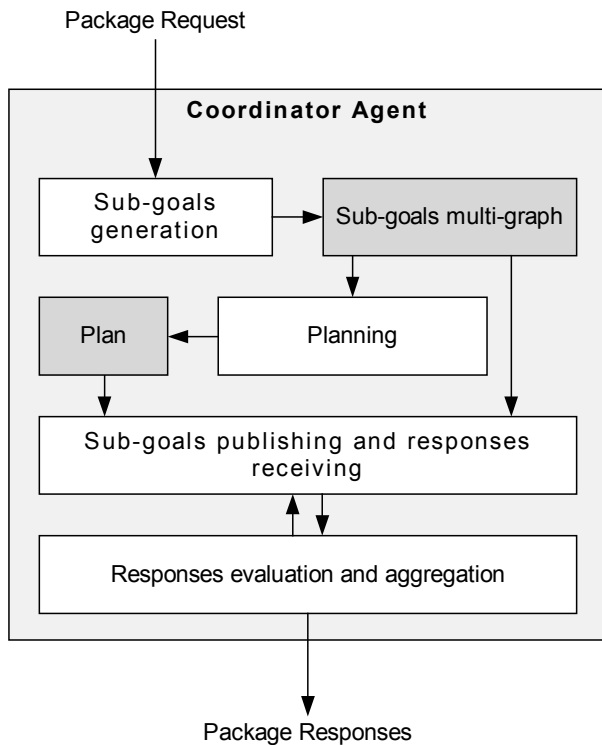 Package Request
Coordinator Agent
Sub-goals
generation
Sub-goals multi-graph
Plan
Planning
Sub-goals publishing and responses
receiving
Responses evaluation and aggregation
Package Responses